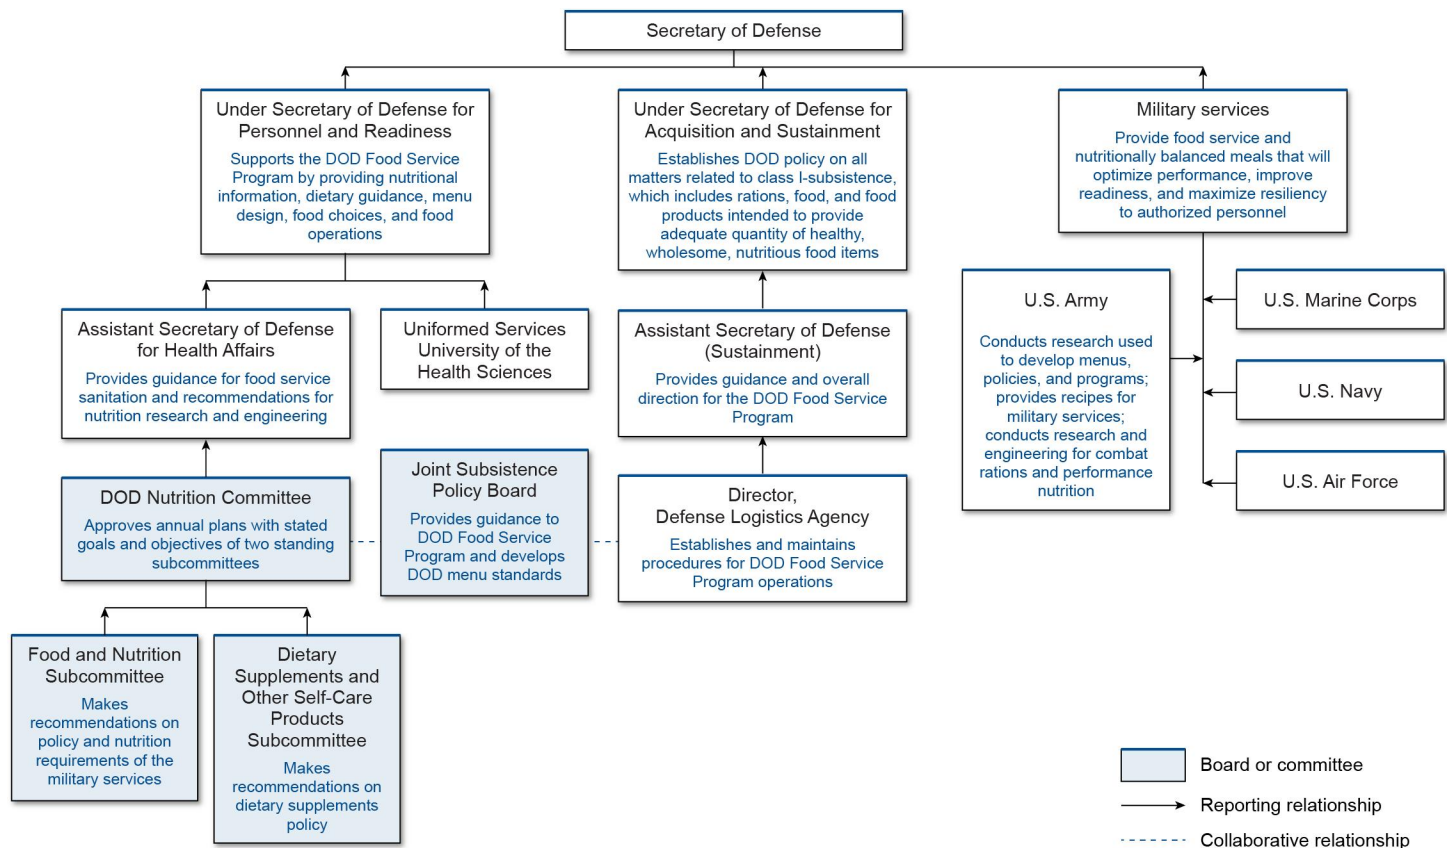 Secretary of Defense
Under Secretary of Defense for
Personnel and Readiness
Supports the DOD Food Service
Program by providing nutritional
information, dietary guidance, menu
design, food choices, and food
operations
Under Secretary of Defense for
Acquisition and Sustainment
Establishes DOD policy on all
matters related to class I-subsistence,
which includes rations, food, and food
products intended to provide
adequate quantity of healthy,
wholesome, nutritious food items
Military services
Provide food service and
nutritionally balanced meals that will
optimize performance, improve
readiness, and maximize resiliency
to authorized personnel
Assistant Secretary of Defense
for Health Affairs
Provides guidance for food service
sanitation and recommendations for
nutrition research and engineering
Uniformed Services
University of the
Health Sciences
Assistant Secretary of Defense
(Sustainment)
Provides guidance and overall
direction for the DOD Food Service
Program
U.S. Army
Conducts research used
to develop menus,
policies, and programs;
provides recipes for
military services;
conducts research and
engineering for combat
rations and performance
nutrition
U.S. Marine Corps
U.S. Navy
U.S. Air Force
DOD Nutrition Committee
Approves annual plans with stated
goals and objectives of two standing
subcommittees
Joint Subsistence
Policy Board
Provides guidance to
DOD Food Service
Program and develops
DOD menu standards
Director,
Defense Logistics Agency
Establishes and maintains
procedures for DOD Food Service
Program operations
Food and Nutrition
Subcommittee
Makes
recommendations on
policy and nutrition
requirements of the
military services
Dietary
Supplements and
Other Self-Care
Products
Subcommittee
Makes
recommendations on
dietary supplements
policy
Board or committee
Reporting relationship
Collaborative relationship